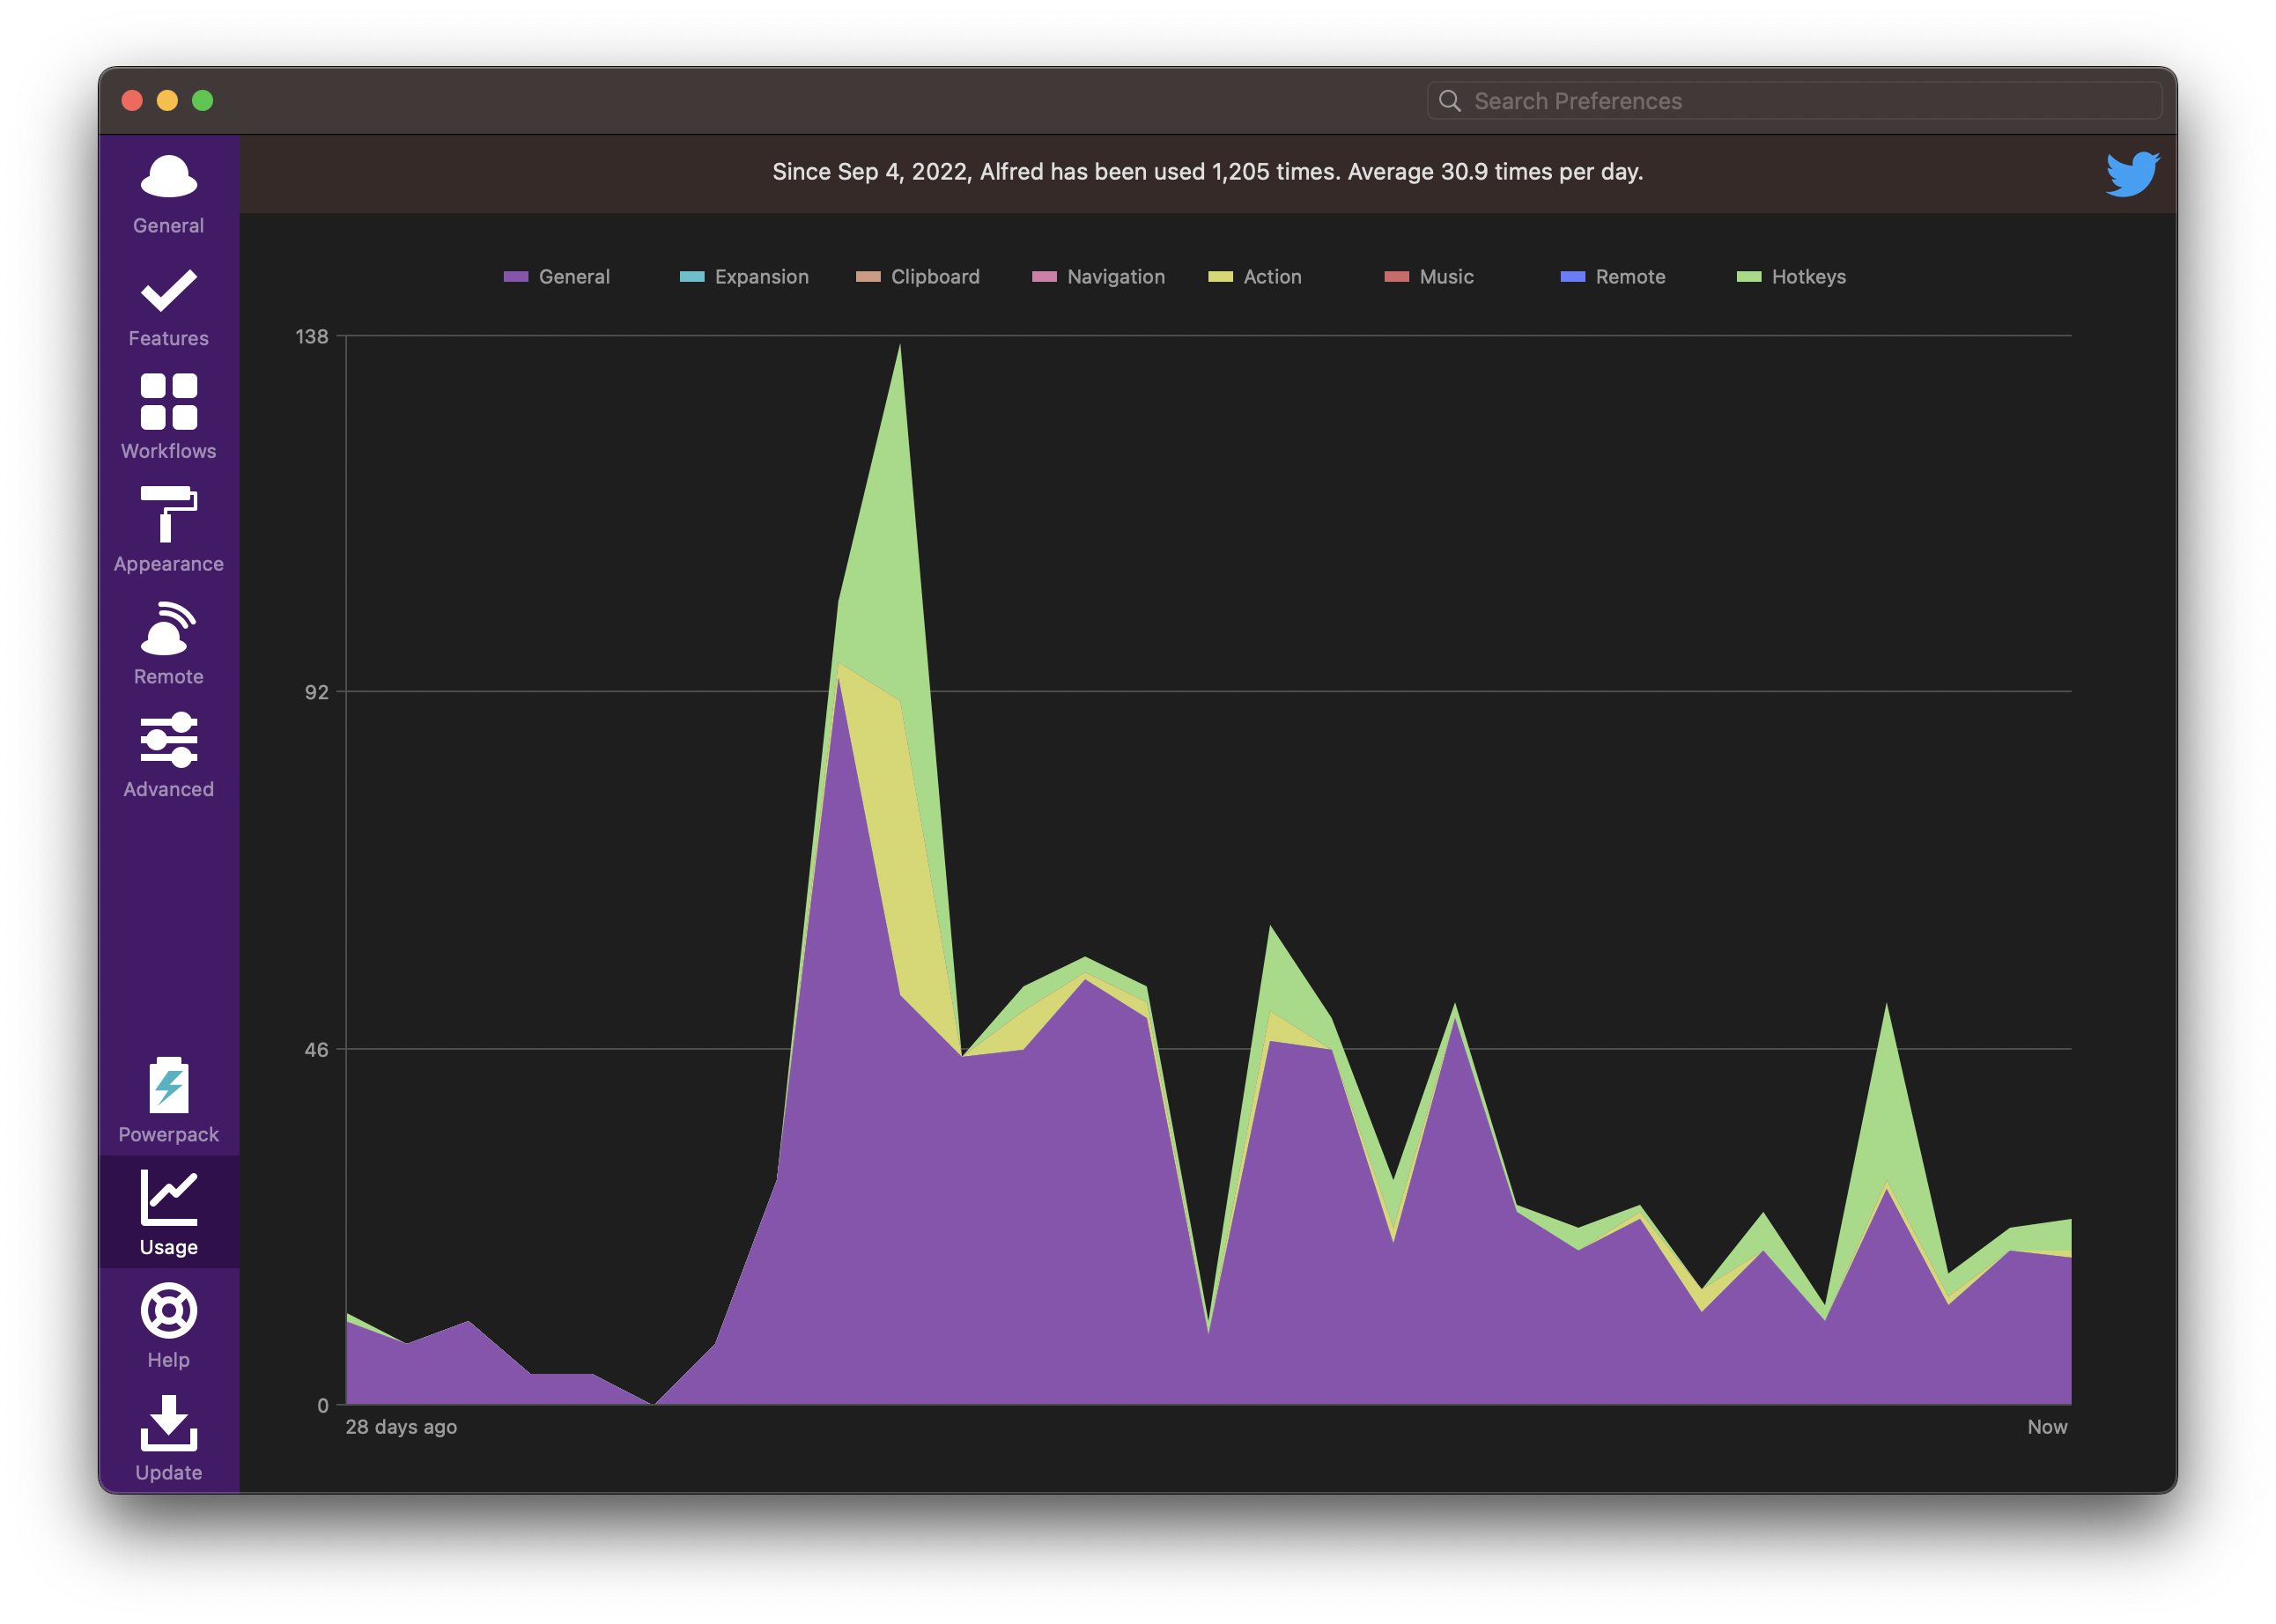 Search Preferences
Since Sep 4, 2022, Alfred has been used 1,205 times. Average 30.9 times per day.
General
Features
Workflows
Appearance
Remote
Advanced
Powerpack
Usage
Help
Update
General Expansion Clipboard Navigation Action Music Remote Hotkeys
138
92
46
0
28 days ago Now